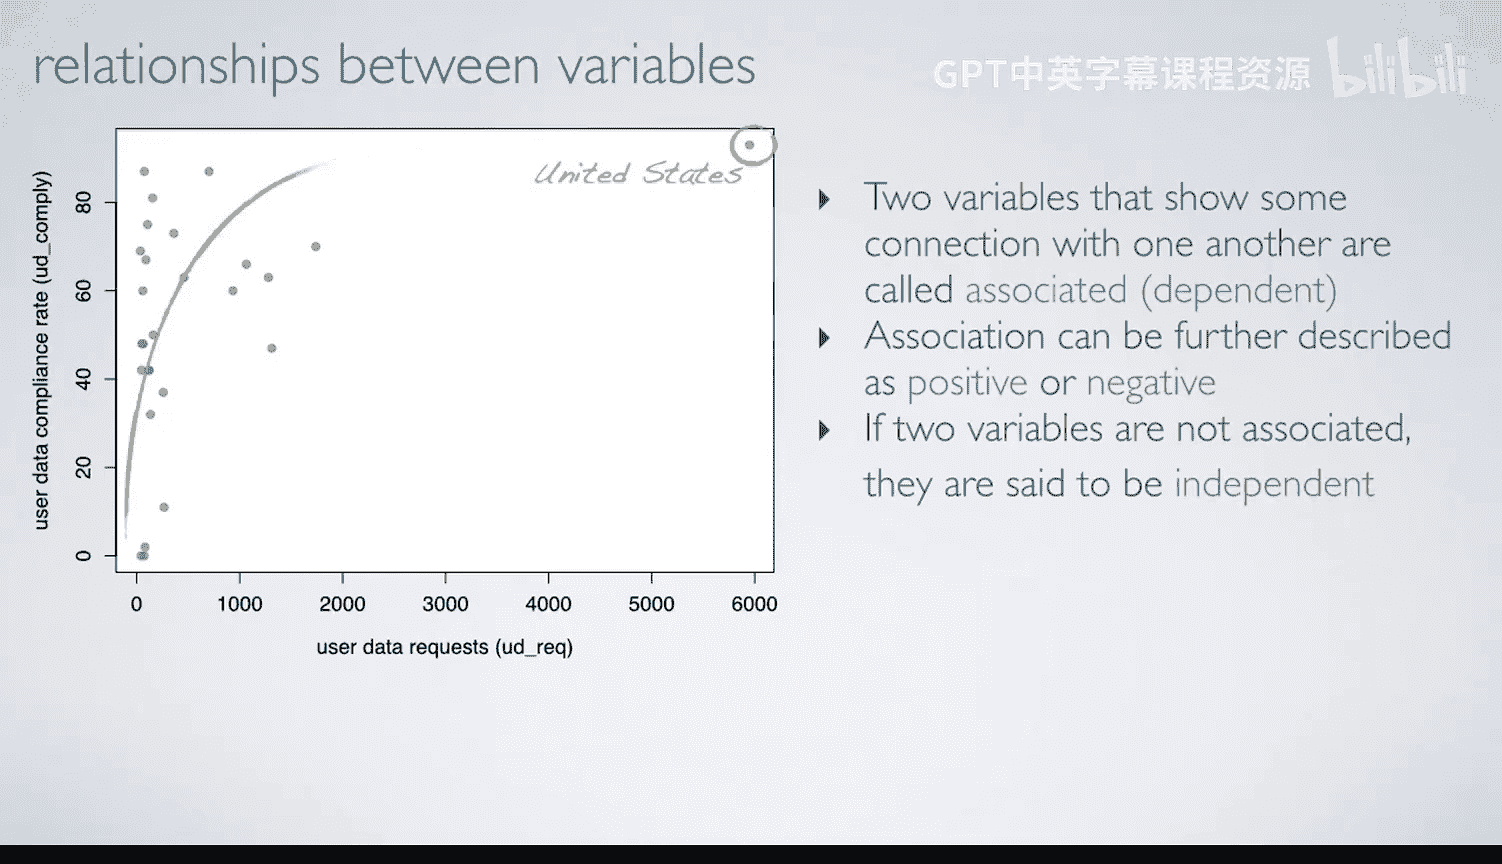 relationships between variables
GPT中英字幕课程资源 bilibili
United States
user data compliance rate (ud_comply)
80
60
40
20
0
0 1000 2000 3000 4000 5000 6000
user data requests (ud_req)
Two variables that show some
connection with one another are
called associated (dependent)
Association can be further described
as positive or negative
If two variables are not associated,
they are said to be independent